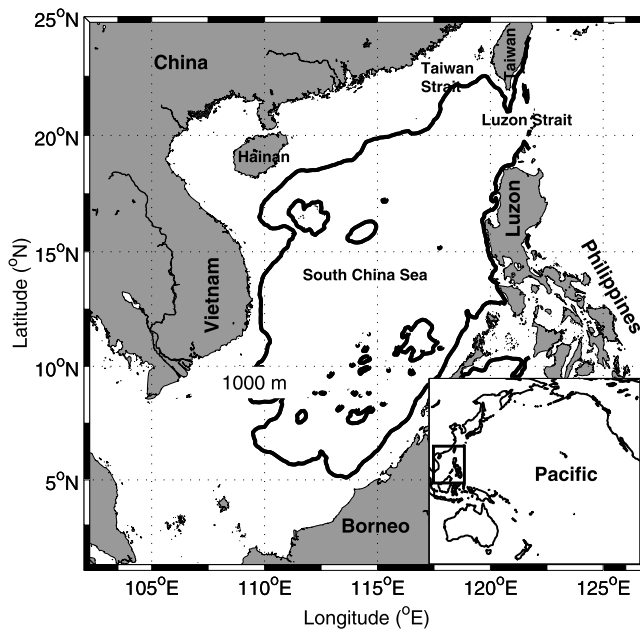 25°N
China
Taiwan
Taiwan
Strait
Luzon Strait
20°N
Hainan
Luzon
15°N
Latitude (°N)
Vietnam
South China Sea
Philippines
10°N
1000 m
5°N
Pacific
Borneo
105°E
110°E
115°E
120°E
125°E
Longitude (°E)